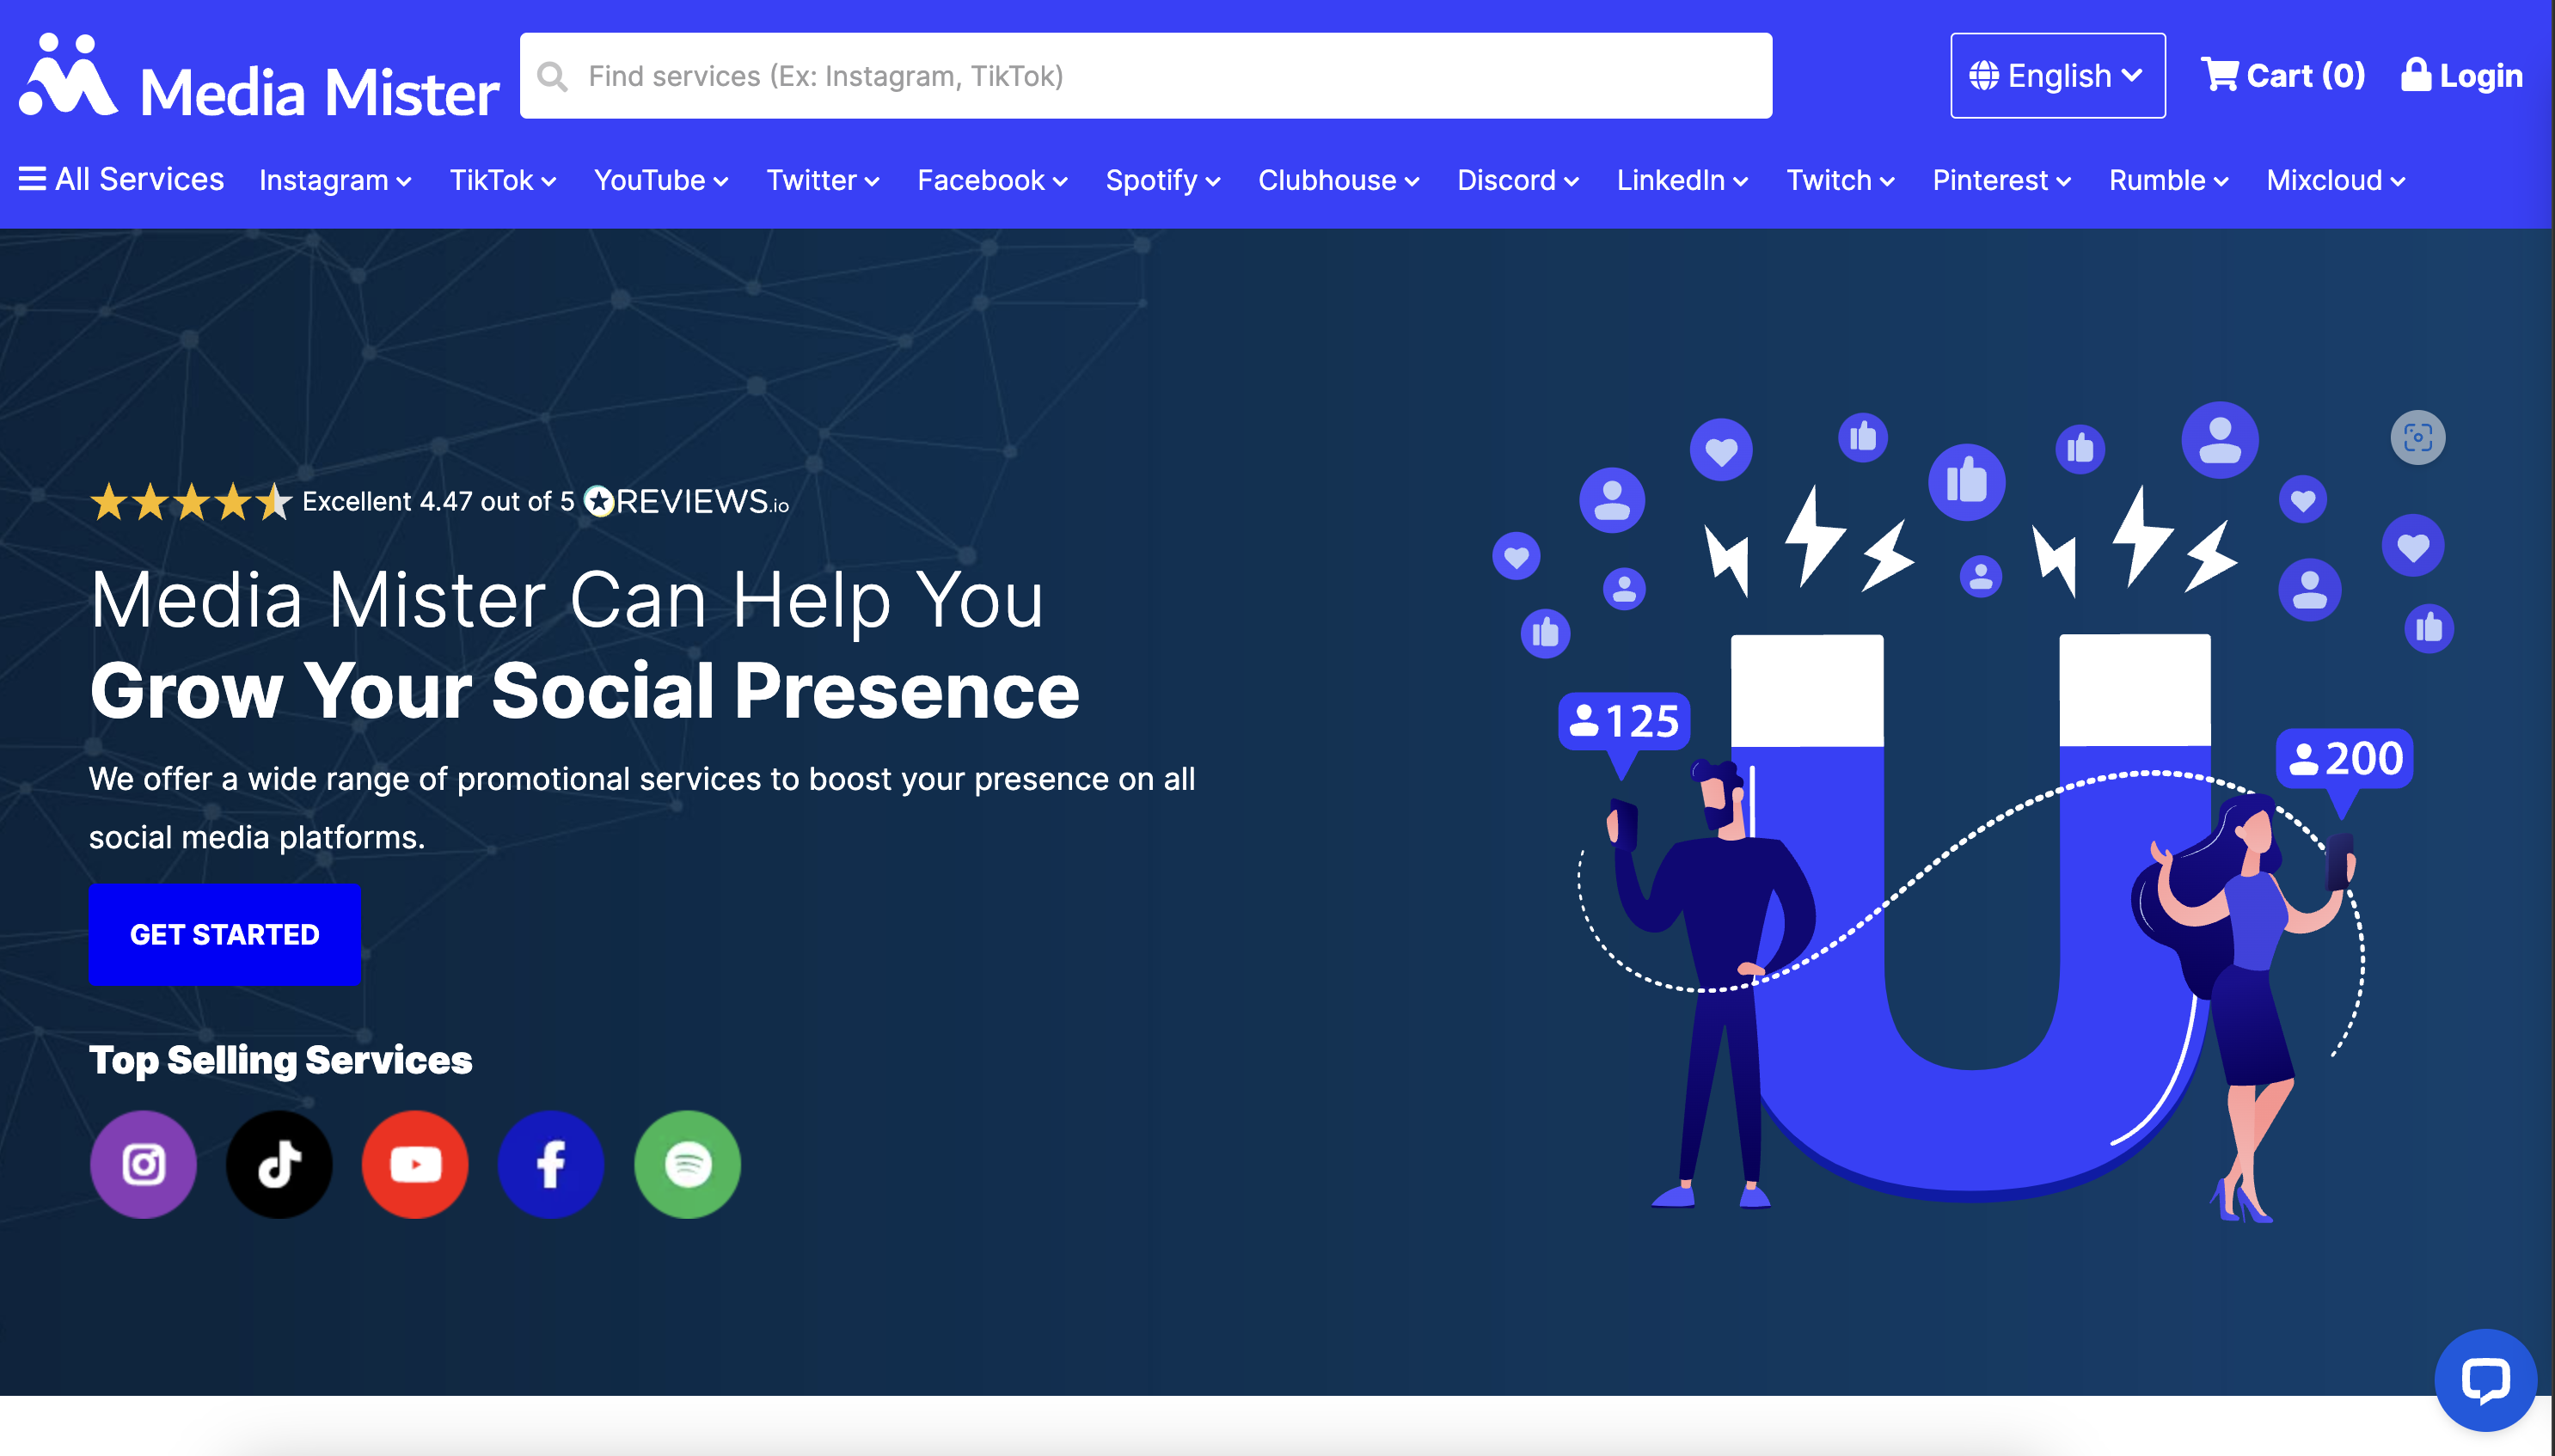 Media Mister
Find services (Ex: Instagram, TikTok)
English
Cart (0)
Login
All Services
Instagram
TikTok
YouTube
Twitter
Facebook
Spotify
Clubhouse
Discord
LinkedIn
Twitch
Pinterest
Rumble
Mixcloud
Excellent 4.47 out of 5 REVIEWS.io
Media Mister Can Help You
Grow Your Social Presence
We offer a wide range of promotional services to boost your presence on all
social media platforms.
GET STARTED
Top Selling Services
125
200